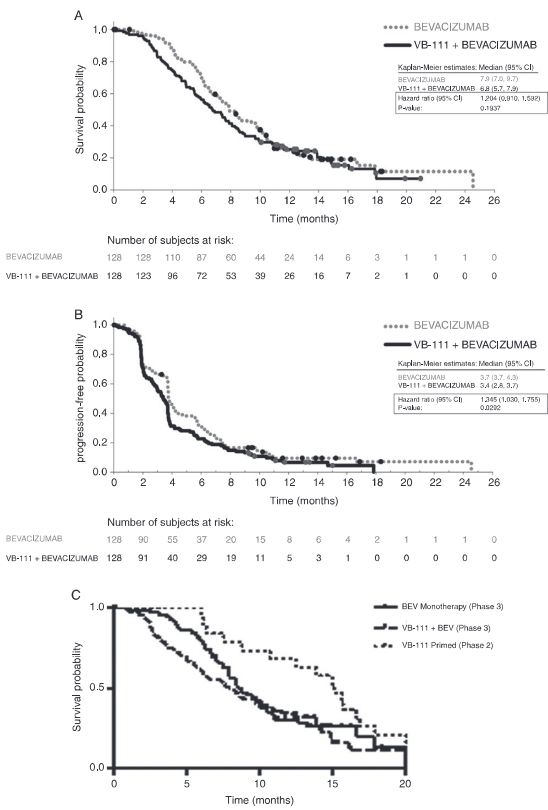 A
BEVACIZUMAB
VB-111 + BEVACIZUMAB
Kaplan-Meier estimates: Median (95% CI)
BEVACIZUMAB 7.9 (7.0, 9.7)
VB-111 + BEVACIZUMAB 6.8 (5.7, 7.9)
Hazard ratio (95% CI) 1.204 (0.910, 1.592)
P-value: 0.1937
Survival probability
1.0
0.8
0.6
0.4
0.2
0.0
0 2 4 6 8 10 12 14 16 18 20 22 24 26
Time (months)
Number of subjects at risk:
BEVACIZUMAB 128 128 110 87 60 44 24 14 6 3 1 1 1 0
VB-111 + BEVACIZUMAB 128 123 96 72 53 39 26 16 7 2 1 0 0 0
B
BEVACIZUMAB
VB-111 + BEVACIZUMAB
Kaplan-Meier estimates: Median (95% CI)
BEVACIZUMAB 3.7 (3.7, 4.3)
VB-111 + BEVACIZUMAB 3.4 (2.8, 3.7)
Hazard ratio (95% CI) 1.345 (1.030, 1.755)
P-value: 0.0292
progression-free probability
1.0
0.8
0.6
0.4
0.2
0.0
0 2 4 6 8 10 12 14 16 18 20 22 24 26
Time (months)
Number of subjects at risk:
BEVACIZUMAB 128 90 55 37 20 15 8 6 4 2 1 1 1 0
VB-111 + BEVACIZUMAB 128 91 40 29 19 11 5 3 1 0 0 0 0 0
C
BEV Monotherapy (Phase 3)
VB-111 + BEV (Phase 3)
VB-111 Primed (Phase 2)
Survival probability
1.0
0.5
0.0
0 5 10 15 20
Time (months)